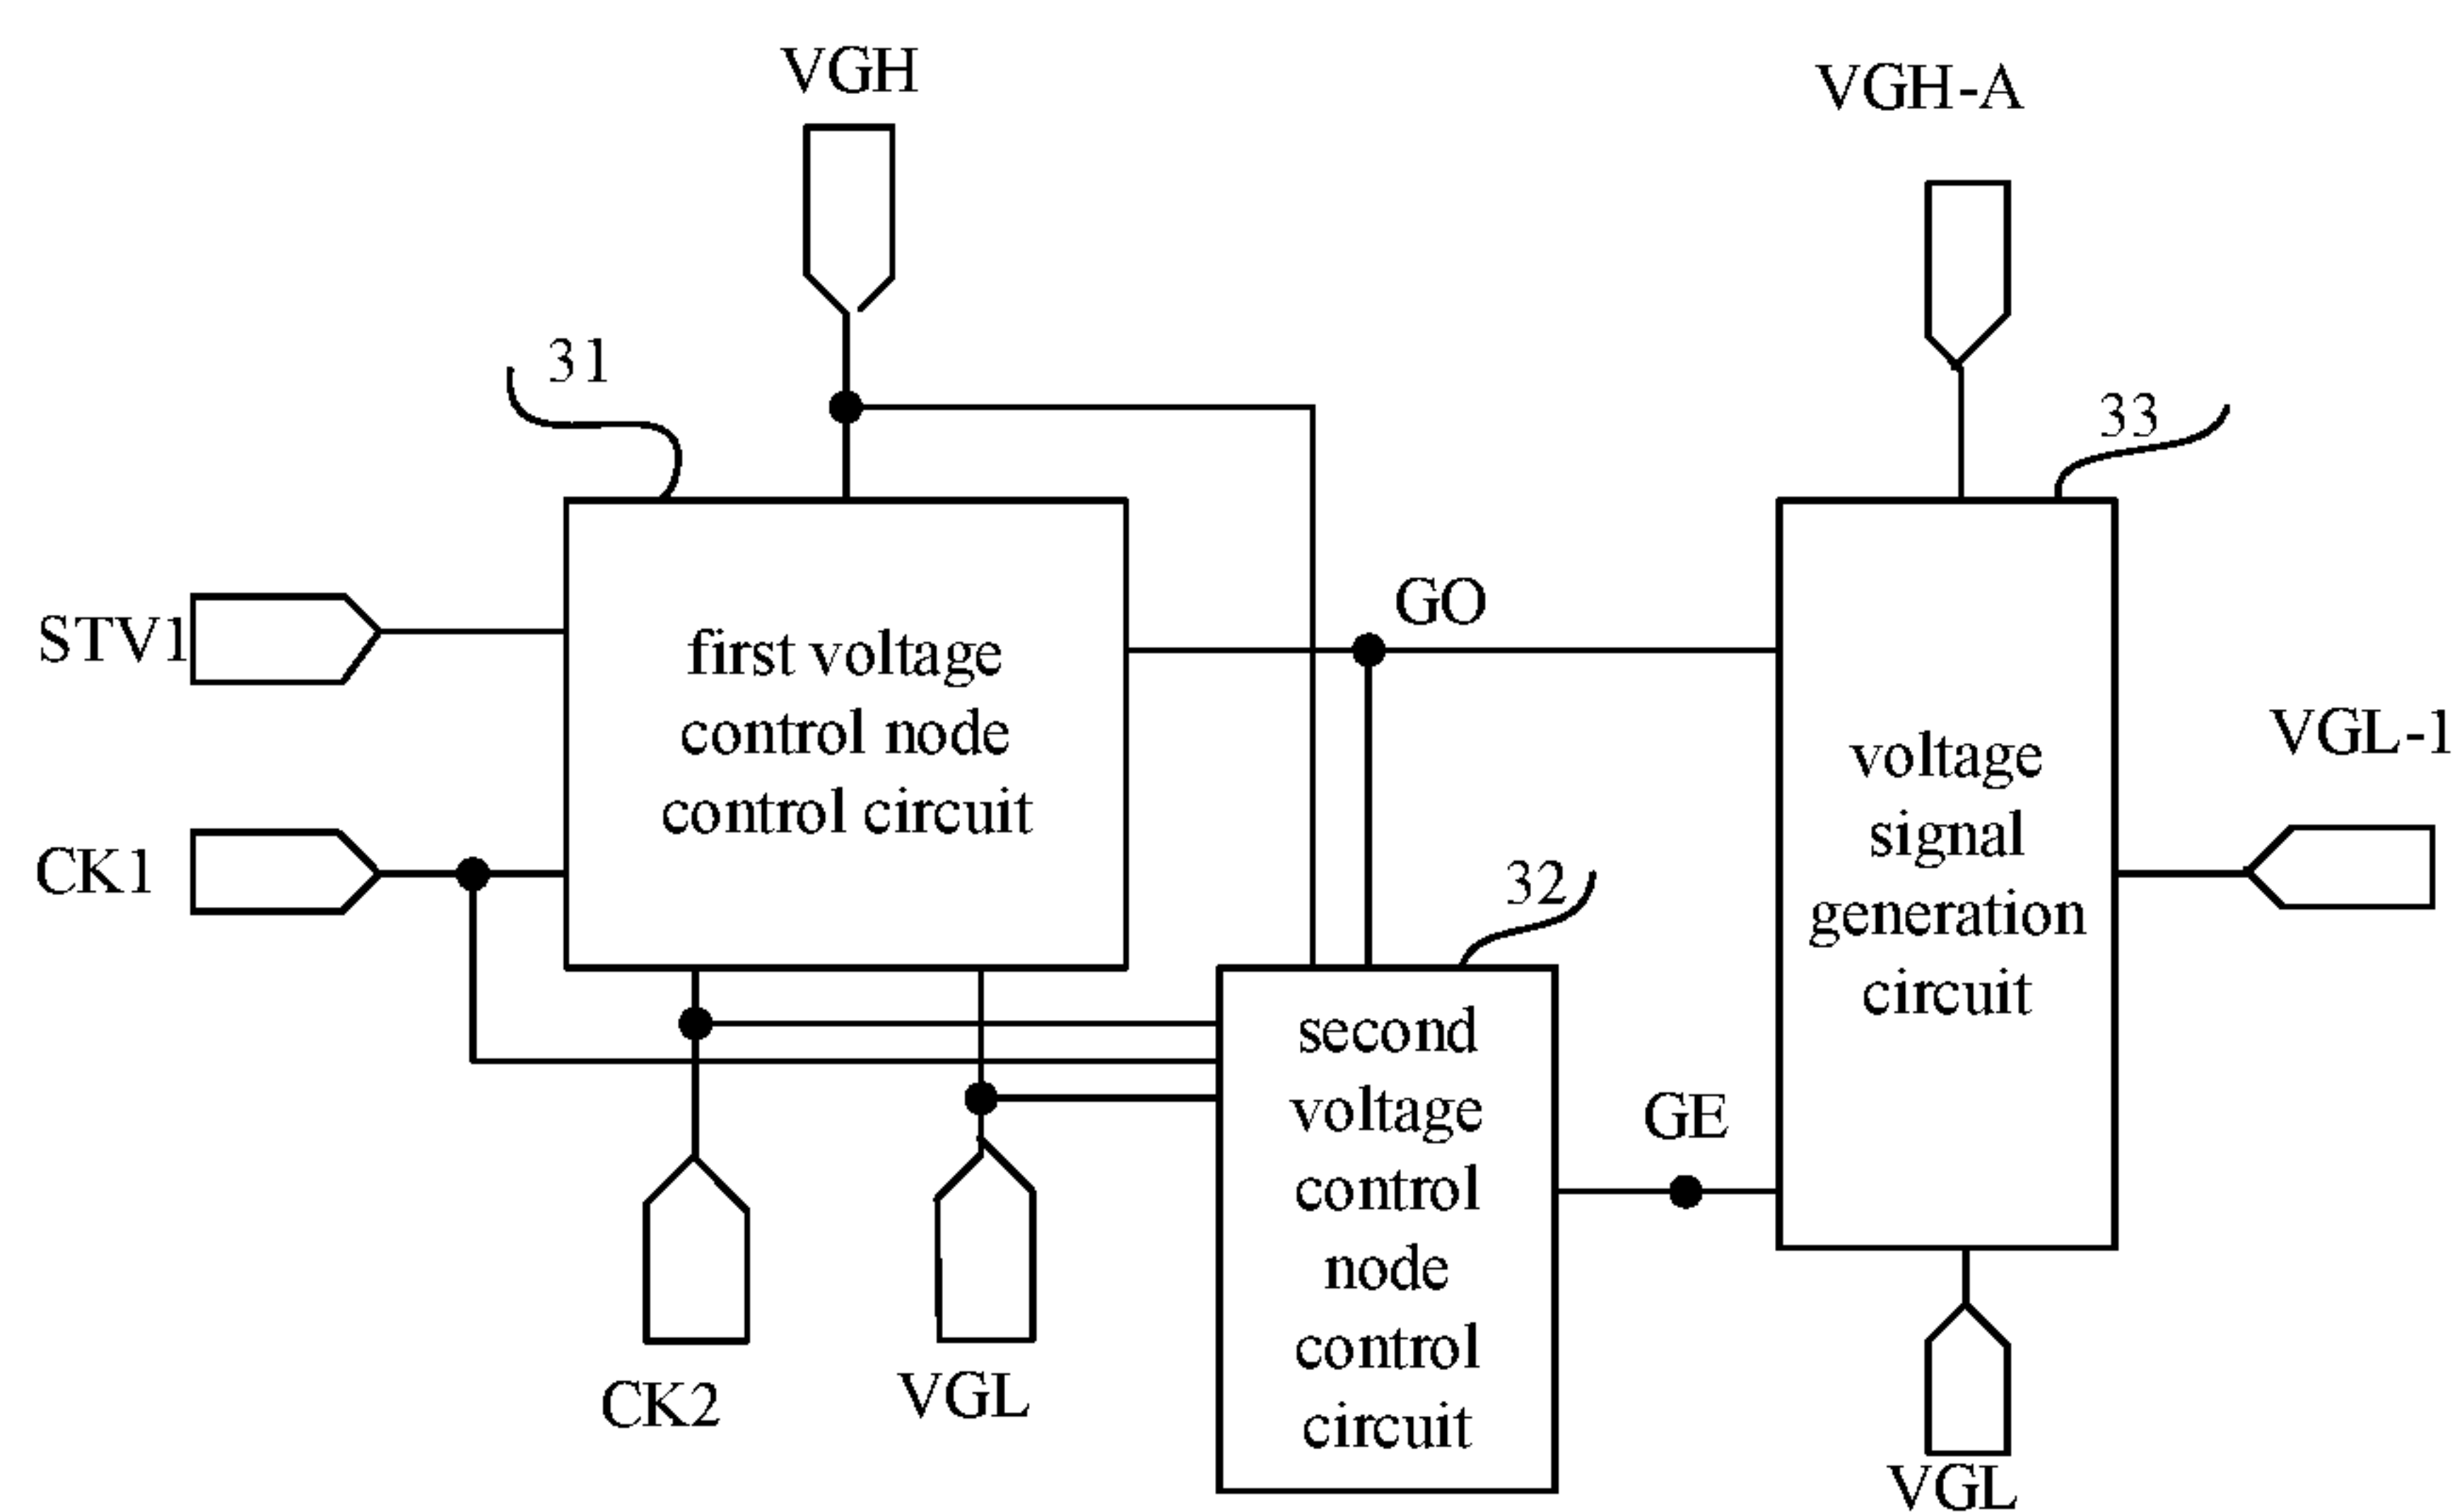 VGH
VGH-A
31
33
STV1
first voltage
control node
control circuit
GO
VGL-1
voltage
signal
generation
circuit
CK1
32
second
voltage
control
node
control
circuit
GE
CK2
VGL
VGL